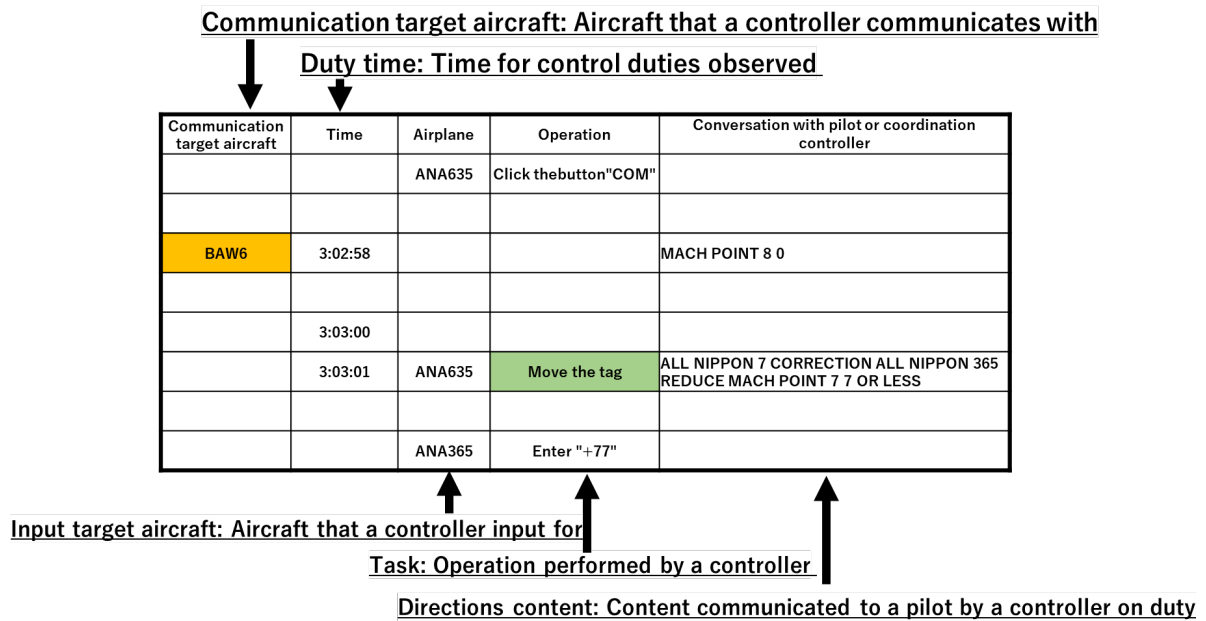 Communication target aircraft: Aircraft that a controller communicates with
Duty time: Time for control duties observed
Communication
target aircraft
Time
Airplane
Operation
Conversation with pilot or coordination
controller
ANA635
Click thebutton"COM"
BAW6
3:02:58
MACH POINT 8 0
3:03:00
3:03:01
ANA635
Move the tag
ALL NIPPON 7 CORRECTION ALL NIPPON 365
REDUCE MACH POINT 7 7 OR LESS
ANA365
Enter "+77"
Input target aircraft: Aircraft that a controller input for
Task: Operation performed by a controller
Directions content: Content communicated to a pilot by a controller on duty